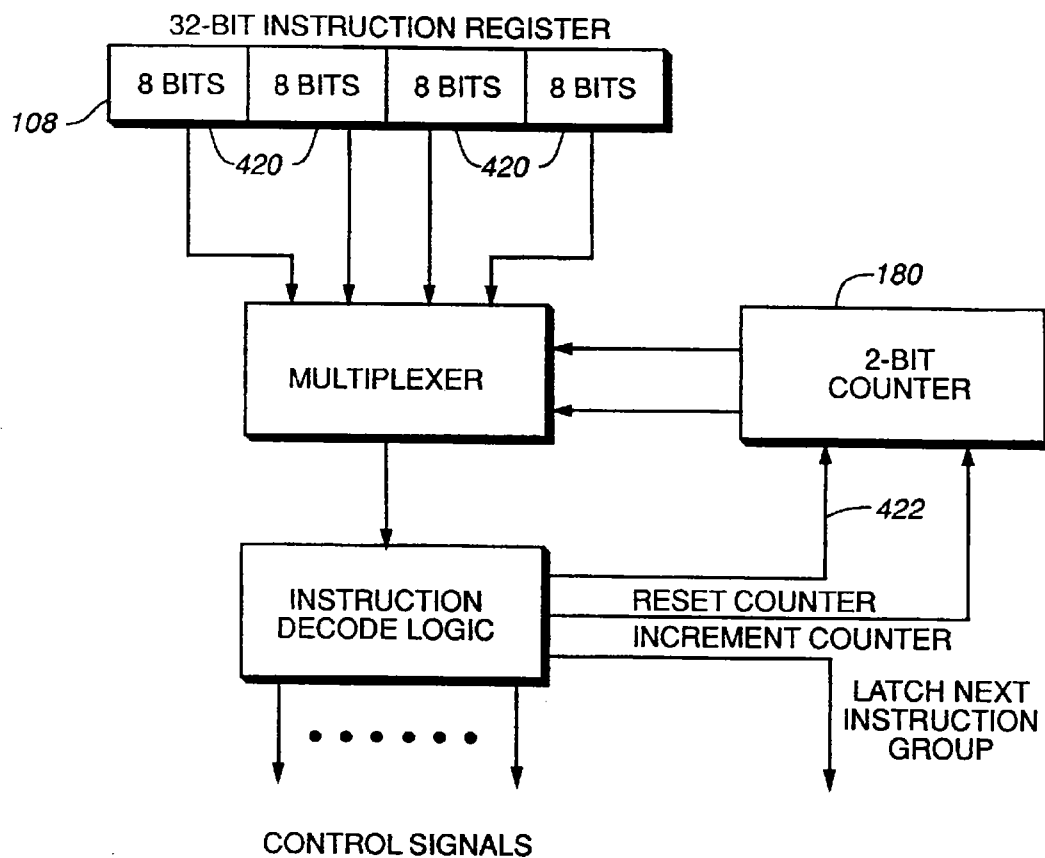 32-BIT INSTRUCTION REGISTER
8 BITS
8 BITS
8 BITS
8 BITS
108
420
420
180
MULTIPLEXER
2-BIT
COUNTER
422
INSTRUCTION
DECODE LOGIC
RESET COUNTER
INCREMENT COUNTER
LATCH NEXT
INSTRUCTION
GROUP
CONTROL SIGNALS